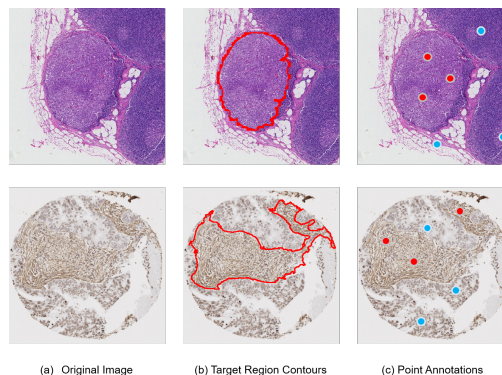 (a) Original Image
(b) Target Region Contours
(c) Point Annotations